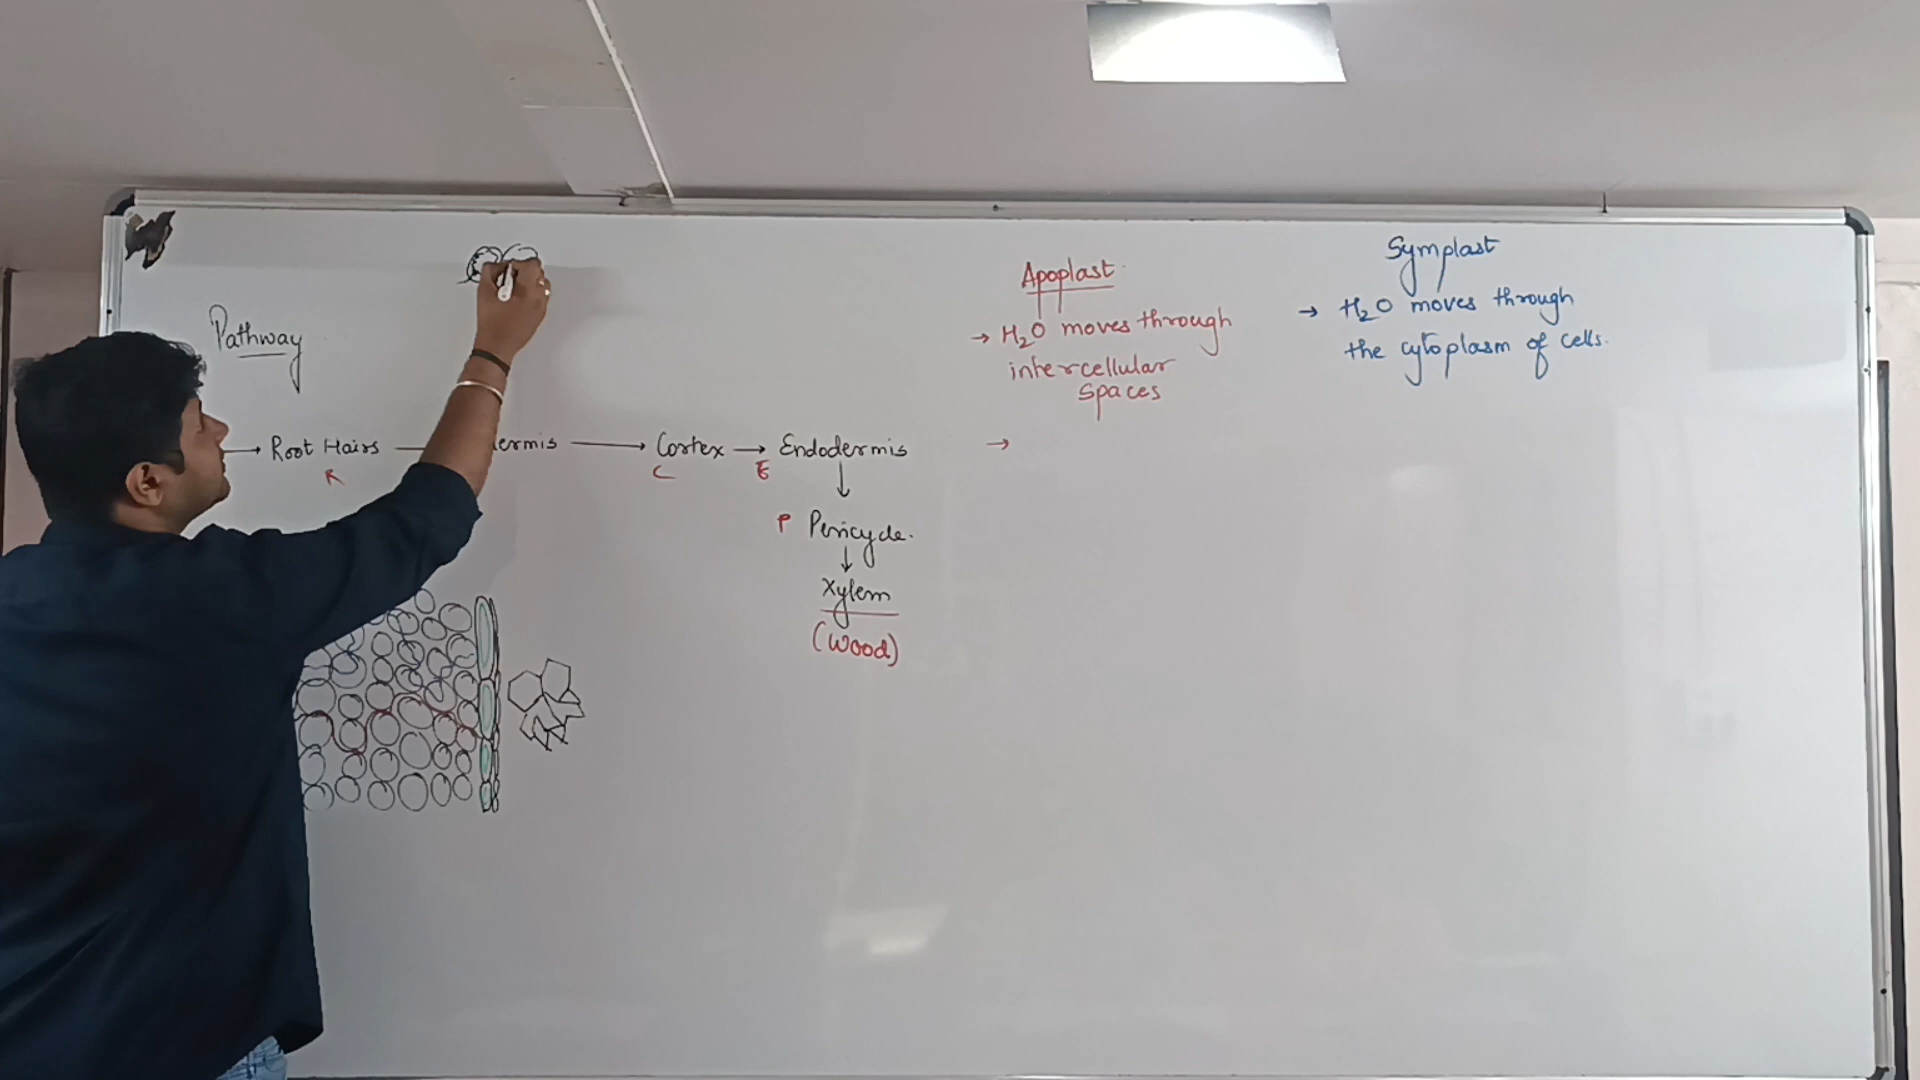 Pathway
→ Root Hairs → ermis → Cortex → Endodermis
R C E
↓
P Pericycle.
↓
Xylem
(Wood)
Apoplast
→ H₂O moves through
intercellular
spaces
→
Symplast
→ H₂O moves through
the cytoplasm of cells.